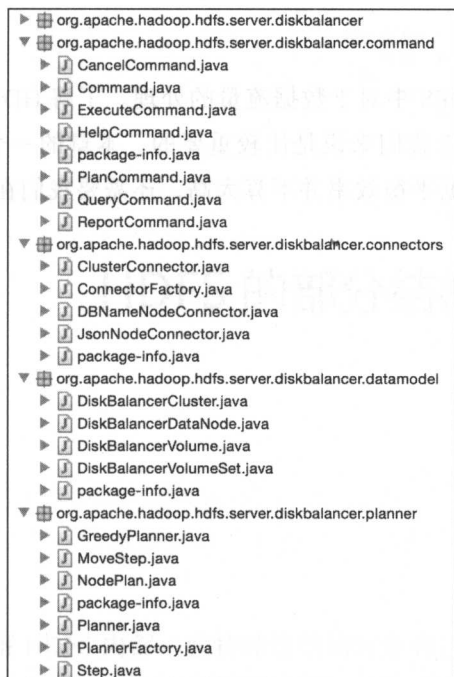 org.apache.hadoop.hdfs.server.diskbalancer
org.apache.hadoop.hdfs.server.diskbalancer.command
CancelCommand.java
Command.java
ExecuteCommand.java
HelpCommand.java
package-info.java
PlanCommand.java
QueryCommand.java
ReportCommand.java
org.apache.hadoop.hdfs.server.diskbalancer.connectors
ClusterConnector.java
ConnectorFactory.java
DBNameNodeConnector.java
JsonNodeConnector.java
package-info.java
org.apache.hadoop.hdfs.server.diskbalancer.datamodel
DiskBalancerCluster.java
DiskBalancerDataNode.java
DiskBalancerVolume.java
DiskBalancerVolumeSet.java
package-info.java
org.apache.hadoop.hdfs.server.diskbalancer.planner
GreedyPlanner.java
MoveStep.java
NodePlan.java
package-info.java
Planner.java
PlannerFactory.java
Step.java